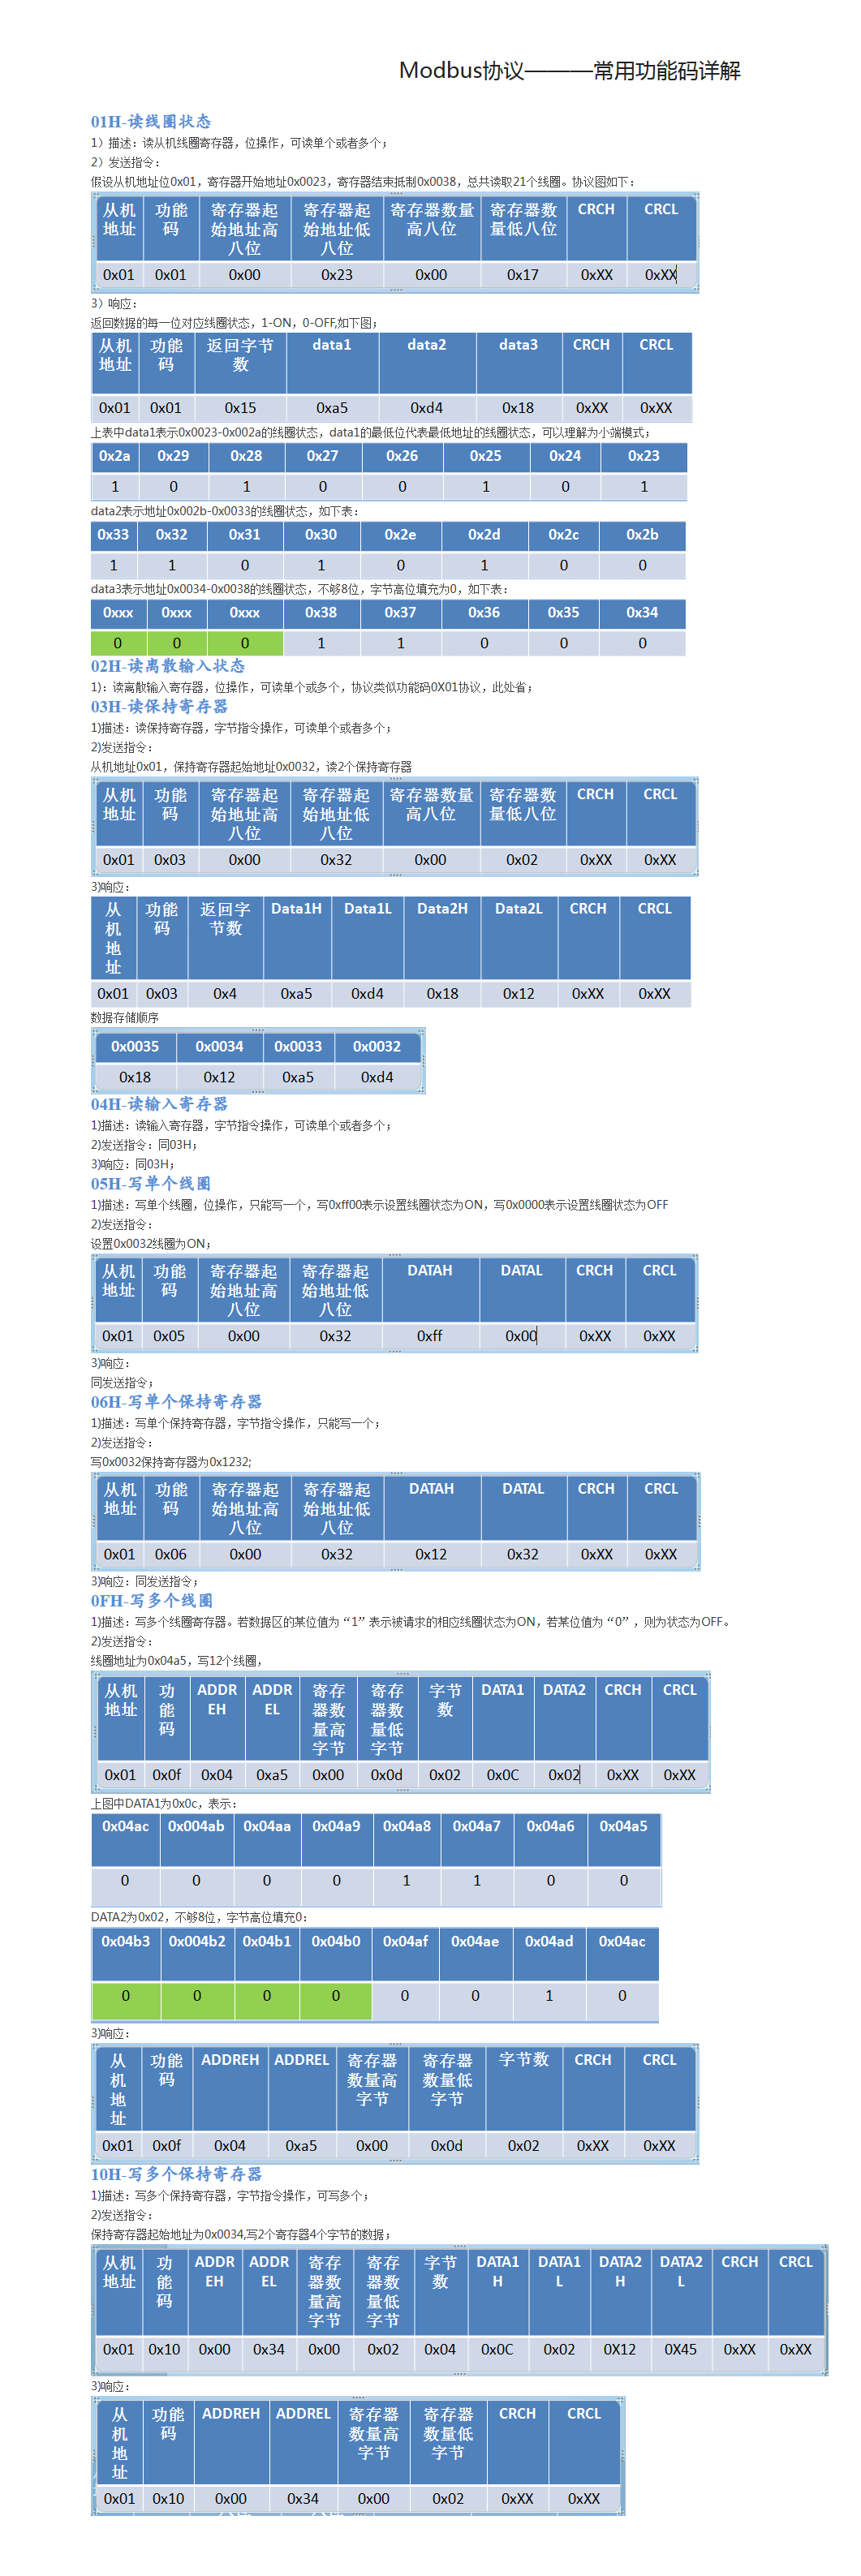 Modbus协议———常用功能码详解
01H-读线圈状态
1）描述：读从机线圈寄存器，位操作，可读单个或者多个；
2）发送指令：
假设从机地址位0x01，寄存器开始地址0x0023，寄存器结束抵制0x0038，总共读取21个线圈。协议图如下：
从机地址 功能码 寄存器起始地址高八位 寄存器起始地址低八位 寄存器数量高八位 寄存器数量低八位 CRCH CRCL
0x01 0x01 0x00 0x23 0x00 0x17 0xXX 0xXX
3）响应：
返回数据的每一位对应线圈状态，1-ON，0-OFF,如下图；
从机地址 功能码 返回字节数 data1 data2 data3 CRCH CRCL
0x01 0x01 0x15 0xa5 0xd4 0x18 0xXX 0xXX
上表中data1表示0x0023-0x002a的线圈状态，data1的最低位代表最低地址的线圈状态，可以理解为小端模式；
0x2a 0x29 0x28 0x27 0x26 0x25 0x24 0x23
1 0 1 0 0 1 0 1
data2表示地址0x002b-0x0033的线圈状态，如下表：
0x33 0x32 0x31 0x30 0x2e 0x2d 0x2c 0x2b
1 1 0 1 0 1 0 0
data3表示地址0x0034-0x0038的线圈状态，不够8位，字节高位填充为0，如下表：
0xxx 0xxx 0xxx 0x38 0x37 0x36 0x35 0x34
0 0 0 1 1 0 0 0
02H-读离散输入状态
1)：读离散输入寄存器，位操作，可读单个或多个，协议类似功能码0X01协议，此处省；
03H-读保持寄存器
1)描述：读保持寄存器，字节指令操作，可读单个或者多个；
2)发送指令：
从机地址0x01，保持寄存器起始地址0x0032，读2个保持寄存器
从机地址 功能码 寄存器起始地址高八位 寄存器起始地址低八位 寄存器数量高八位 寄存器数量低八位 CRCH CRCL
0x01 0x03 0x00 0x32 0x00 0x02 0xXX 0xXX
3)响应：
从机地址 功能码 返回字节数 Data1H Data1L Data2H Data2L CRCH CRCL
0x01 0x03 0x4 0xa5 0xd4 0x18 0x12 0xXX 0xXX
数据存储顺序
0x0035 0x0034 0x0033 0x0032
0x18 0x12 0xa5 0xd4
04H-读输入寄存器
1)描述：读输入寄存器，字节指令操作，可读单个或者多个；
2)发送指令：同03H；
3)响应：同03H；
05H-写单个线圈
1)描述：写单个线圈，位操作，只能写一个，写0xff00表示设置线圈状态为ON，写0x0000表示设置线圈状态为OFF
2)发送指令：
设置0x0032线圈为ON；
从机地址 功能码 寄存器起始地址高八位 寄存器起始地址低八位 DATAH DATAL CRCH CRCL
0x01 0x05 0x00 0x32 0xff 0x00 0xXX 0xXX
3)响应：
同发送指令；
06H-写单个保持寄存器
1)描述：写单个保持寄存器，字节指令操作，只能写一个；
2)发送指令：
写0x0032保持寄存器为0x1232;
从机地址 功能码 寄存器起始地址高八位 寄存器起始地址低八位 DATAH DATAL CRCH CRCL
0x01 0x06 0x00 0x32 0x12 0x32 0xXX 0xXX
3)响应：同发送指令；
0FH-写多个线圈
1)描述：写多个线圈寄存器。若数据区的某位值为“1”表示被请求的相应线圈状态为ON，若某位值为“0”，则为状态为OFF。
2)发送指令：
线圈地址为0x04a5，写12个线圈，
从机地址 功能码 ADDREH ADDREL 寄存器数量高字节 寄存器数量低字节 字节数 DATA1 DATA2 CRCH CRCL
0x01 0x0f 0x04 0xa5 0x00 0x0d 0x02 0x0C 0x02 0xXX 0xXX
上图中DATA1为0x0c，表示：
0x04ac 0x004ab 0x04aa 0x04a9 0x04a8 0x04a7 0x04a6 0x04a5
0 0 0 0 1 1 0 0
DATA2为0x02，不够8位，字节高位填充0：
0x04b3 0x004b2 0x04b1 0x04b0 0x04af 0x04ae 0x04ad 0x04ac
0 0 0 0 0 0 1 0
3)响应：
从机地址 功能码 ADDREH ADDREL 寄存器数量高字节 寄存器数量低字节 字节数 CRCH CRCL
0x01 0x0f 0x04 0xa5 0x00 0x0d 0x02 0xXX 0xXX
10H-写多个保持寄存器
1)描述：写多个保持寄存器，字节指令操作，可写多个；
2)发送指令：
保持寄存器起始地址为0x0034,写2个寄存器4个字节的数据；
从机地址 功能码 ADDREH ADDREL 寄存器数量高字节 寄存器数量低字节 字节数 DATA1H DATA1L DATA2H DATA2L CRCH CRCL
0x01 0x10 0x00 0x34 0x00 0x02 0x04 0x0C 0x02 0X12 0X45 0xXX 0xXX
3)响应：
从机地址 功能码 ADDREH ADDREL 寄存器数量高字节 寄存器数量低字节 CRCH CRCL
0x01 0x10 0x00 0x34 0x00 0x02 0xXX 0xXX